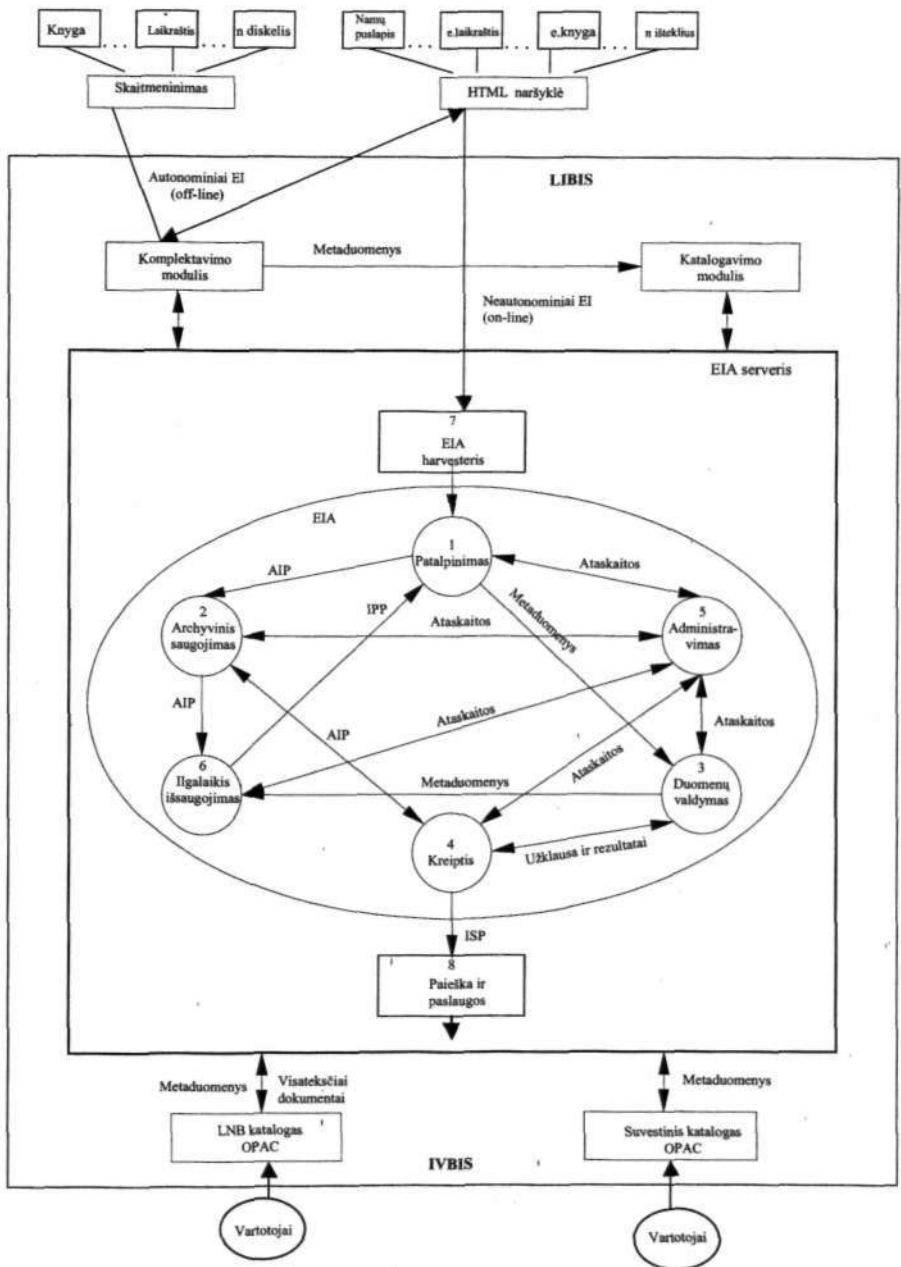 Knyga
Laikraštis
n diskelis
Namų
puslapis
e.laikraštis
e.knyga
n išteklius
Skaitmeninimas
HTML naršyklė
LIBIS
Autonominiai EI
(off-line)
Komplektavimo
modulis
Metaduomenys
Katalogavimo
modulis
Neautonominiai EI
(on-line)
EIA serveris
7
EIA
harvesteris
EIA
1
Patalpinimas
AIP
Ataskaitos
IPP
Metaduomenys
2
Archyvinis
saugojimas
Ataskaitos
5
Administra-
vimas
AIP
AIP
Ataskaitos
Ataskaitos
Ataskaitos
6
Ilgalaikis
išsaugojimas
Metaduomenys
3
Duomenų
valdymas
4
Kreiptis
Užklausa ir rezultatai
ISP
8
Paieška ir
paslaugos
Metaduomenys
Visateksčiai
dokumentai
Metaduomenys
LNB katalogas
OPAC
Suvestinis katalogas
OPAC
IVBIS
Vartotojai
Vartotojai